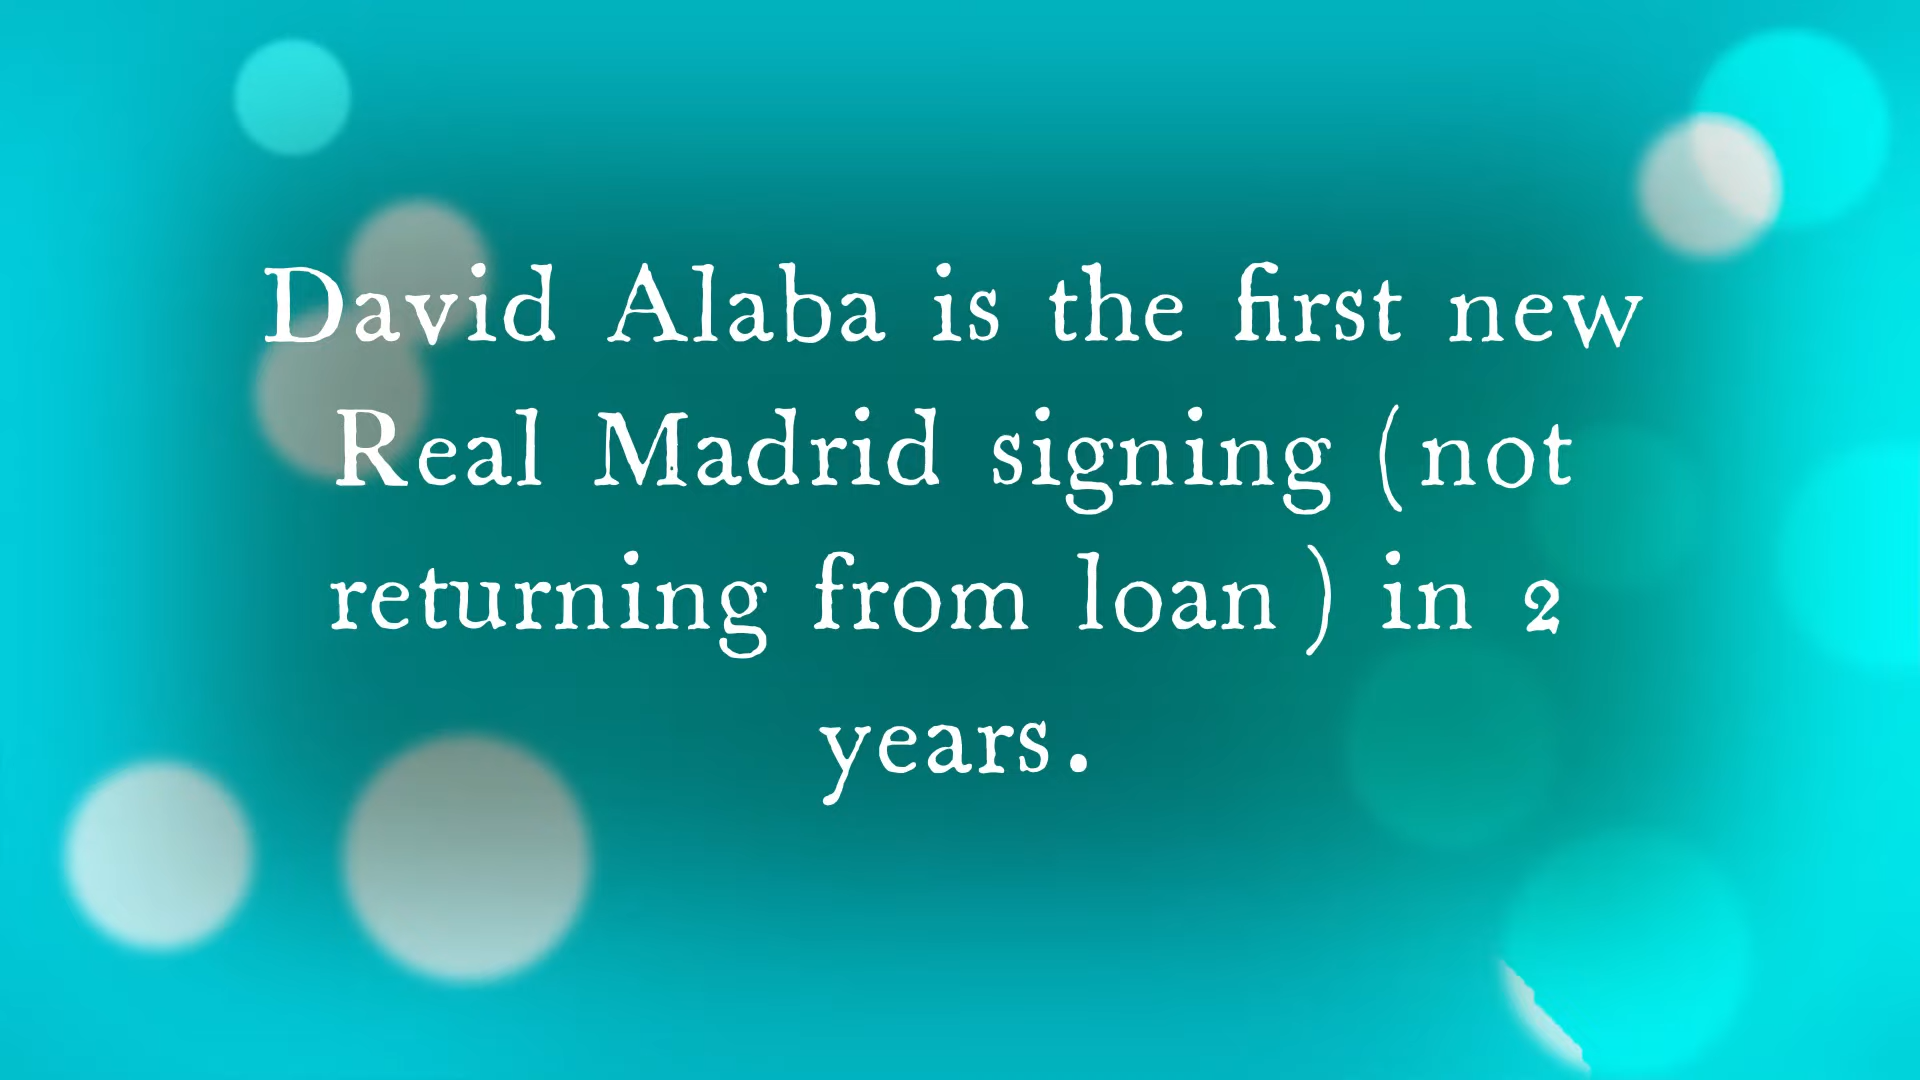 David Alaba is the first new
Real Madrid signing (not
returning from loan) in 2
years.